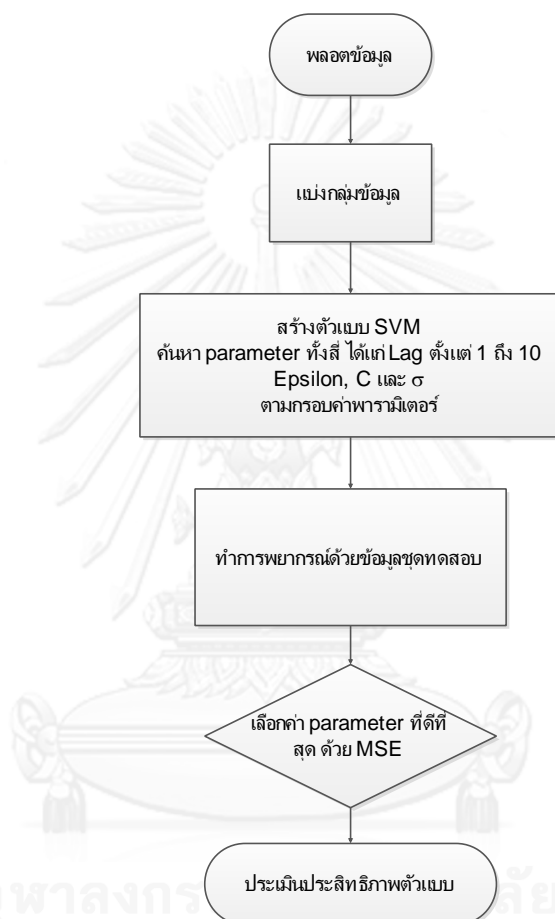 พลอตข้อมูล
แบ่งกลุ่มข้อมูล
สร้างตัวแบบ SVM
ค้นหา parameter ทั้งสี่ ได้แก่ Lag ตั้งแต่ 1 ถึง 10
Epsilon, C และ σ
ตามกรอบค่าพารามิเตอร์
ทำการพยากรณ์ด้วยข้อมูลชุดทดสอบ
เลือกค่า parameter ที่ดีที่
สุด ด้วย MSE
ประเมินประสิทธิภาพตัวแบบ